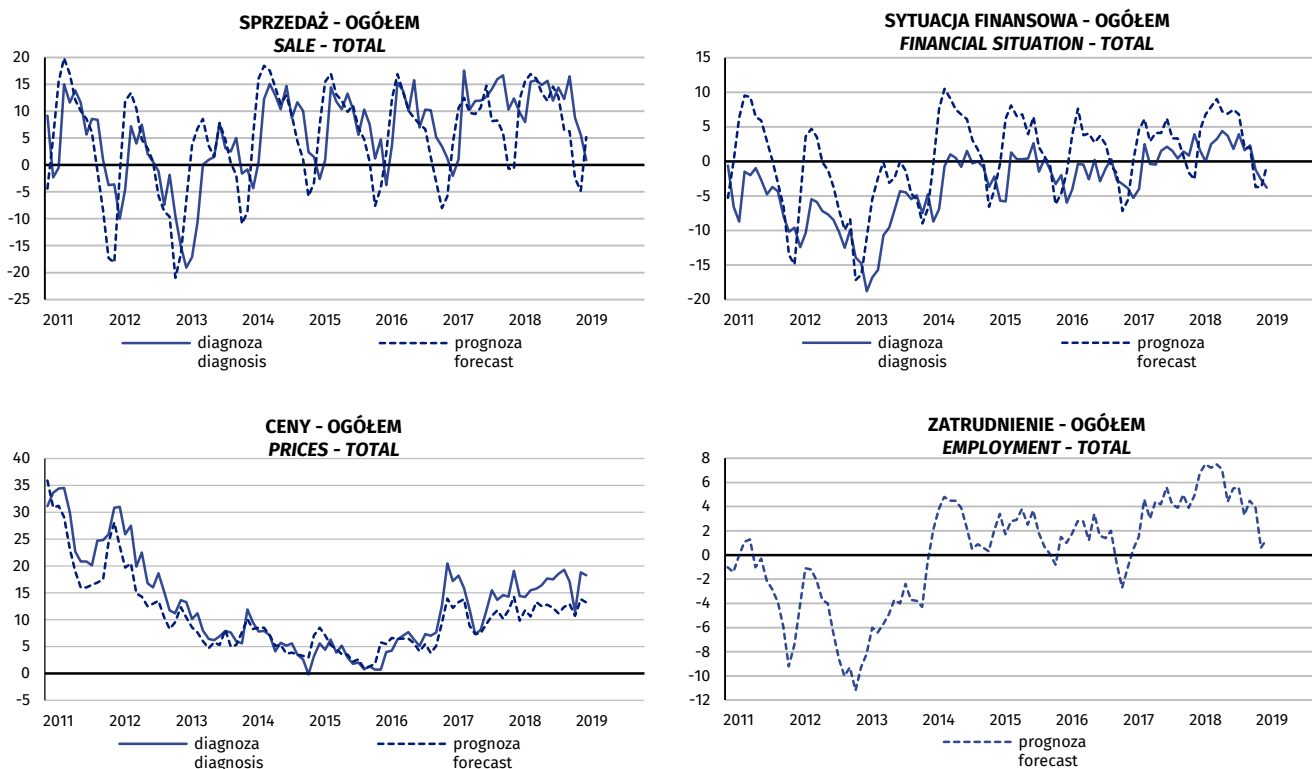 SPRZEDAŻ - OGÓŁEM
SALE - TOTAL
20
15
10
5
0
-5
-10
-15
-20
-25
2011 2012 2013 2014 2015 2016 2017 2018 2019
diagnoza
diagnosis
prognoza
forecast
SYTUACJA FINANSOWA - OGÓŁEM
FINANCIAL SITUATION - TOTAL
15
10
5
0
-5
-10
-15
-20
2011 2012 2013 2014 2015 2016 2017 2018 2019
diagnoza
diagnosis
prognoza
forecast
CENY - OGÓŁEM
PRICES - TOTAL
40
35
30
25
20
15
10
5
0
-5
2011 2012 2013 2014 2015 2016 2017 2018 2019
diagnoza
diagnosis
prognoza
forecast
ZATRUDNIENIE - OGÓŁEM
EMPLOYMENT - TOTAL
8
6
4
2
0
-2
-4
-6
-8
-10
-12
2011 2012 2013 2014 2015 2016 2017 2018 2019
prognoza
forecast